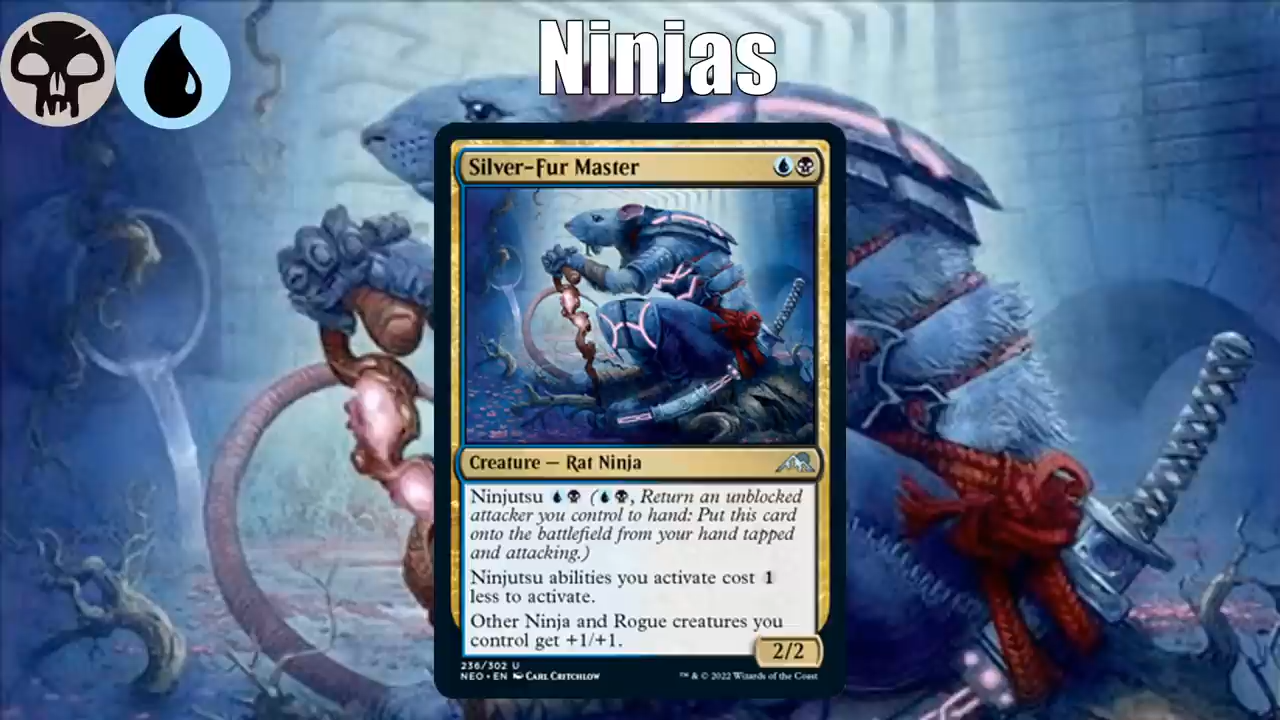 Ninjas
Silver-Fur Master
Creature — Rat Ninja
Ninjutsu (, Return an unblocked
attacker you control to hand: Put this card
onto the battlefield from your hand tapped
and attacking.)
Ninjutsu abilities you activate cost 1
less to activate.
Other Ninja and Rogue creatures you
control get +1/+1.
2/2
236/302 U
NEO • EN Carl Critchlow
™ & © 2022 Wizards of the Coast